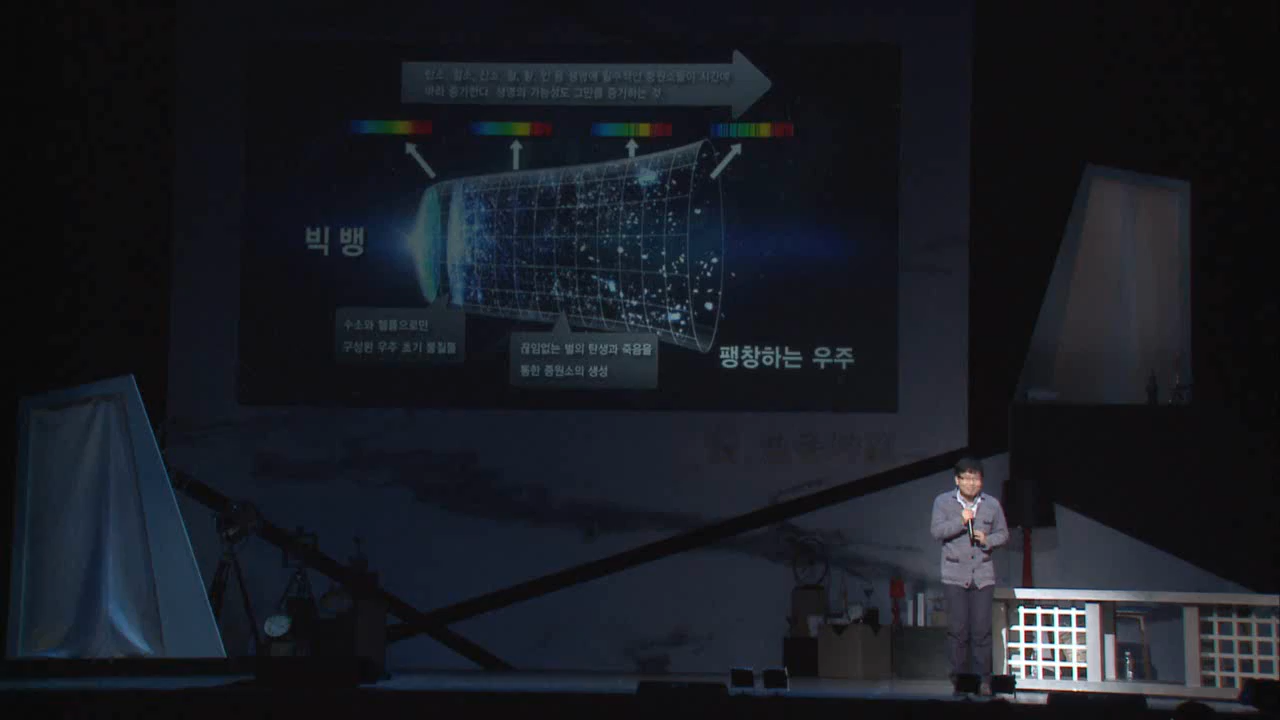 탄소, 질소, 산소, 철, 황, 인 등 생명에 필수적인 중원소들이 시간에
따라 증가한다. 생명의 가능성도 그만큼 증가하는 것
빅 뱅
수소와 헬륨으로만
구성된 우주 초기 물질들
끊임없는 별의 탄생과 죽음을
통한 중원소의 생성
팽창하는 우주